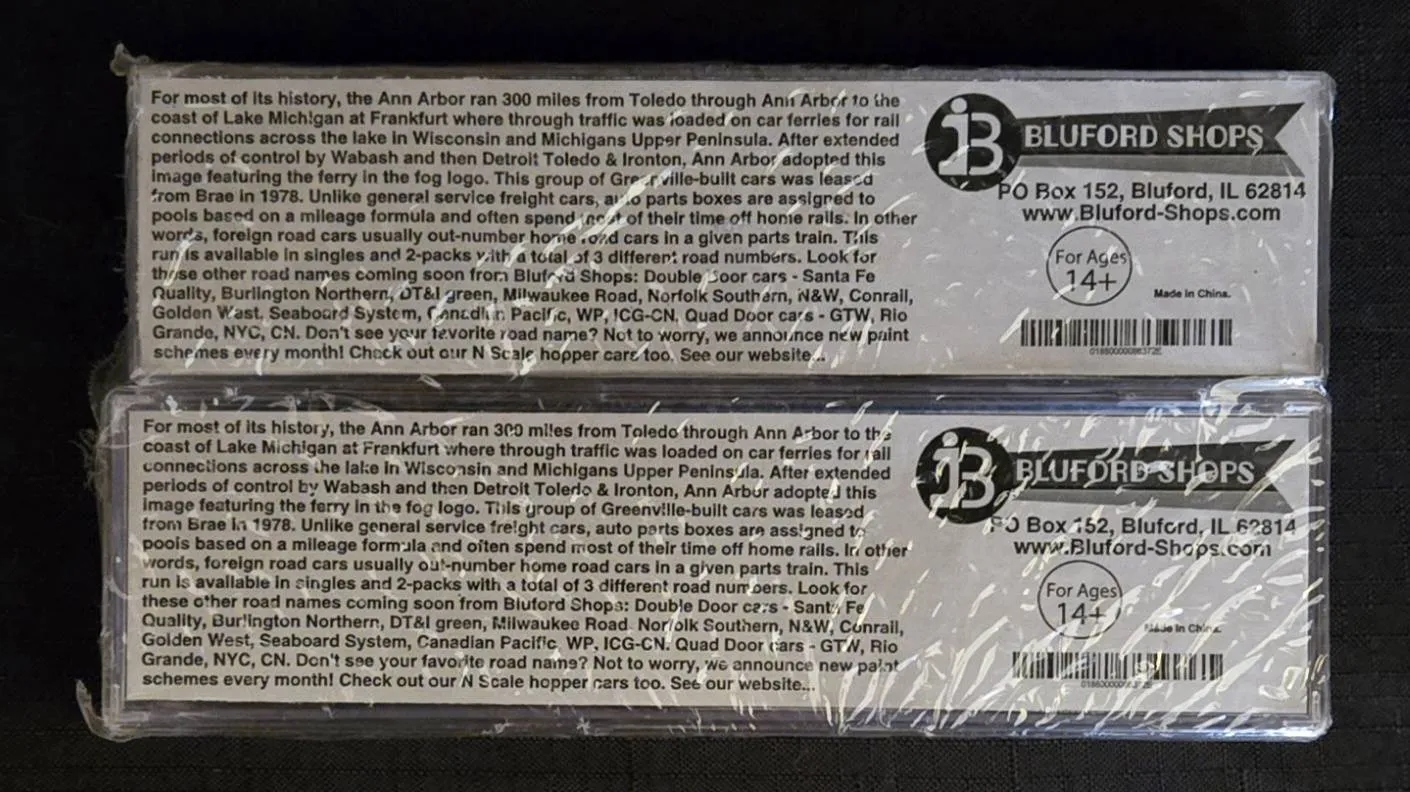 For most of its history, the Ann Arbor ran 300 miles from Toledo through Ann Arbor to the
coast of Lake Michigan at Frankfurt where through traffic was loaded on car ferries for rail
connections across the lake in Wisconsin and Michigans Upper Peninsula. After extended
periods of control by Wabash and then Detroit Toledo & Ironton, Ann Arbor adopted this
image featuring the ferry in the fog logo. This group of Greenville-built cars was leased
from Brae in 1978. Unlike general service freight cars, auto parts boxes are assigned to
pools based on a mileage formula and often spend most of their time off home rails. In other
words, foreign road cars usually out-number home road cars in a given parts train. This
run is available in singles and 2-packs with a total of 3 different road numbers. Look for
these other road names coming soon from Bluford Shops: Double Door cars - Santa Fe
Quality, Burlington Northern, DT&I green, Milwaukee Road, Norfolk Southern, N&W, Conrail,
Golden West, Seaboard System, Canadian Pacific, WP, ICG-CN, Quad Door cars - GTW, Rio
Grande, NYC, CN. Don't see your favorite road name? Not to worry, we announce new paint
schemes every month! Check out our N Scale hopper cars too. See our website...
BLUFORD SHOPS
PO Box 152, Bluford, IL 62814
www.Bluford-Shops.com
For Ages
14+
Made in China.
For most of its history, the Ann Arbor ran 300 miles from Toledo through Ann Arbor to the
coast of Lake Michigan at Frankfurt where through traffic was loaded on car ferries for rail
connections across the lake in Wisconsin and Michigans Upper Peninsula. After extended
periods of control by Wabash and then Detroit Toledo & Ironton, Ann Arbor adopted this
image featuring the ferry in the fog logo. This group of Greenville-built cars was leased
from Brae in 1978. Unlike general service freight cars, auto parts boxes are assigned to
pools based on a mileage formula and often spend most of their time off home rails. In other
words, foreign road cars usually out-number home road cars in a given parts train. This
run is available in singles and 2-packs with a total of 3 different road numbers. Look for
these other road names coming soon from Bluford Shops: Double Door cars - Santa Fe
Quality, Burlington Northern, DT&I green, Milwaukee Road, Norfolk Southern, N&W, Conrail,
Golden West, Seaboard System, Canadian Pacific, WP, ICG-CN. Quad Door cars - GTW, Rio
Grande, NYC, CN. Don't see your favorite road name? Not to worry, we announce new paint
schemes every month! Check out our N Scale hopper cars too. See our website...
BLUFORD SHOPS
PO Box 152, Bluford, IL 62814
www.Bluford-Shops.com
For Ages
14+
Made in China.